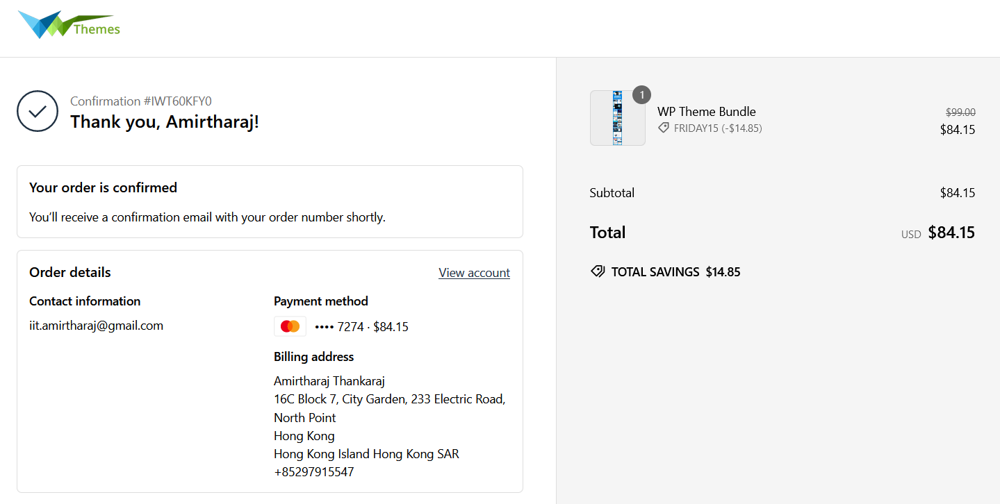 Themes
Confirmation #IWT60KFY0
Thank you, Amirtharaj!
Your order is confirmed
You’ll receive a confirmation email with your order number shortly.
Order details
View account
Contact information
iit.amirtharaj@gmail.com
Payment method
•••• 7274 · $84.15
Billing address
Amirtharaj Thankaraj
16C Block 7, City Garden, 233 Electric Road,
North Point
Hong Kong
Hong Kong Island Hong Kong SAR
+85297915547
1
WP Theme Bundle
$99.00
FRIDAY15 (-$14.85)
$84.15
Subtotal $84.15
Total USD $84.15
TOTAL SAVINGS $14.85